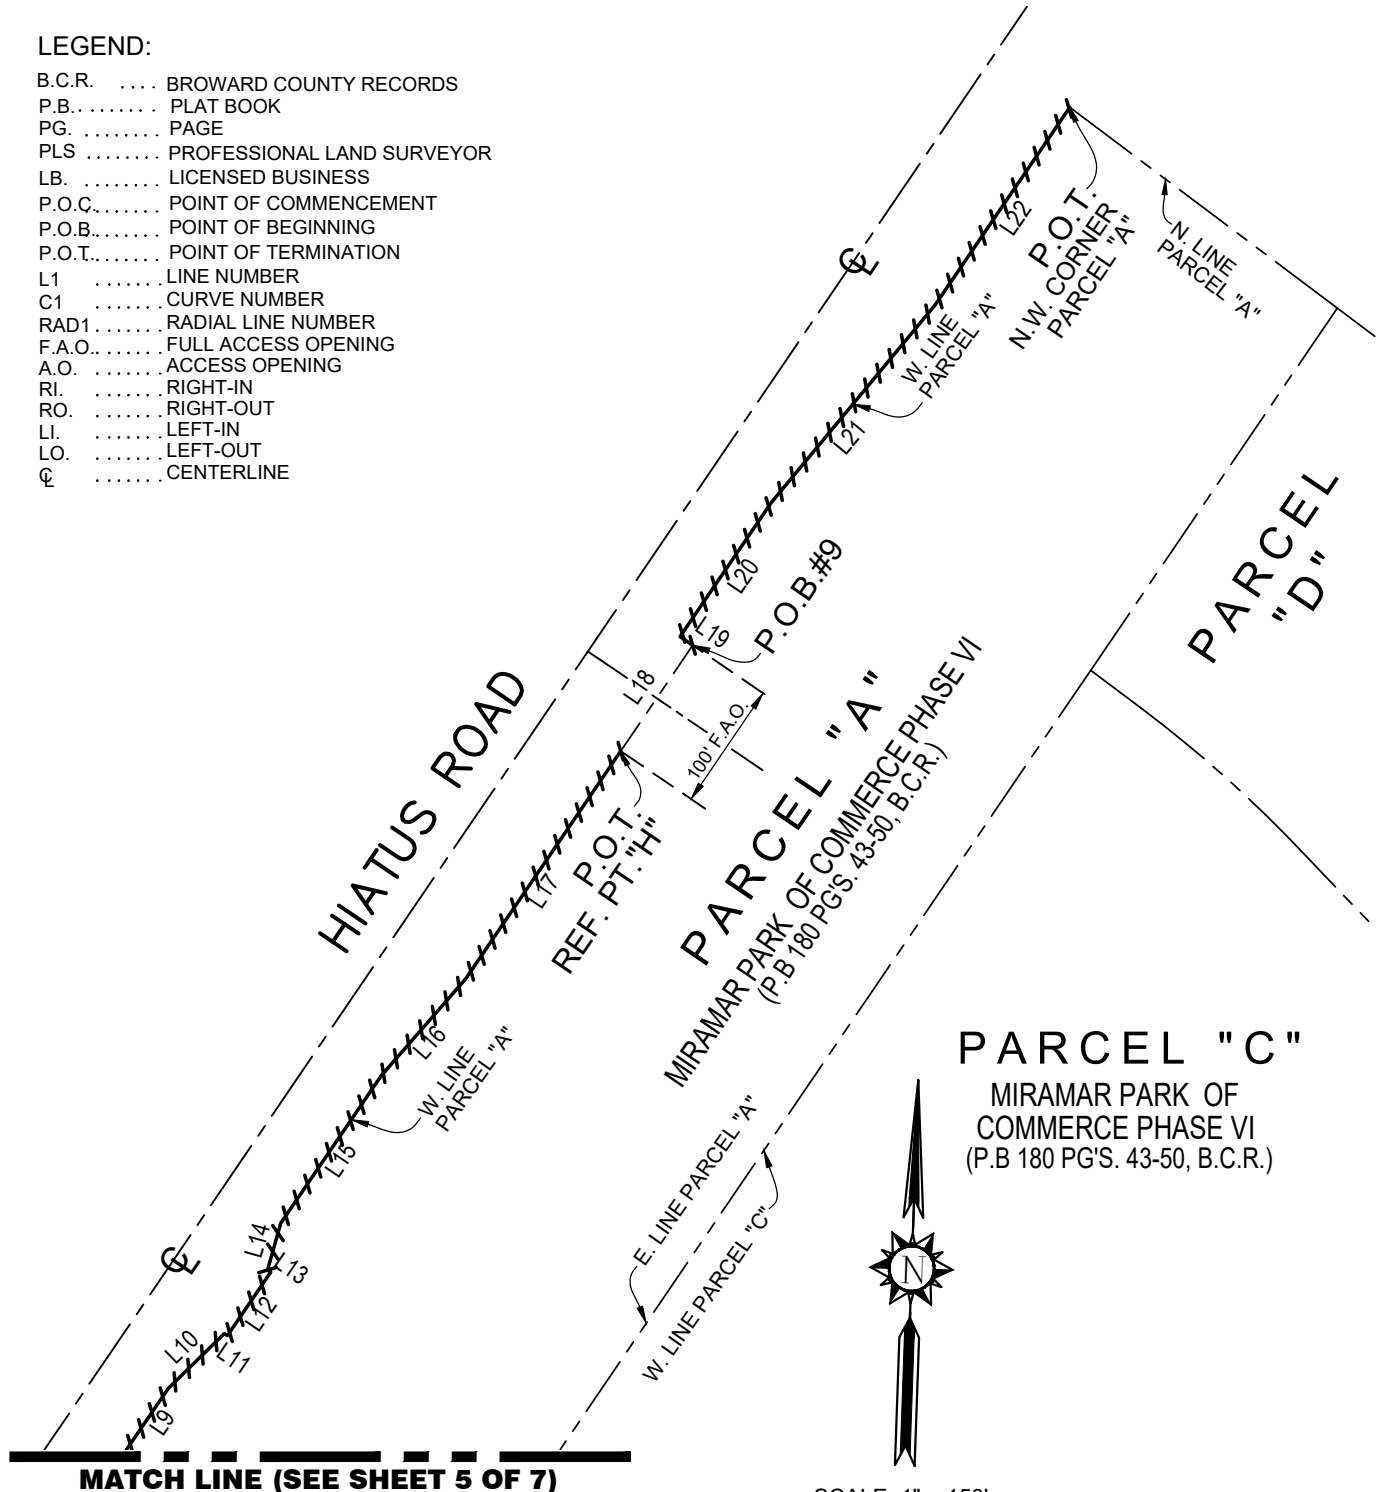 LEGEND:
B.C.R. .... BROWARD COUNTY RECORDS
P.B. ........ PLAT BOOK
PG. ........ PAGE
PLS ........ PROFESSIONAL LAND SURVEYOR
LB. ........ LICENSED BUSINESS
P.O.C. ....... POINT OF COMMENCEMENT
P.O.B. ....... POINT OF BEGINNING
P.O.T. ....... POINT OF TERMINATION
L1 ....... LINE NUMBER
C1 ....... CURVE NUMBER
RAD1 ....... RADIAL LINE NUMBER
F.A.O. ....... FULL ACCESS OPENING
A.O. ....... ACCESS OPENING
RI. ....... RIGHT-IN
RO. ....... RIGHT-OUT
LI. ....... LEFT-IN
LO. ....... LEFT-OUT
℄ ....... CENTERLINE
L22
P.O.T.
N.W. CORNER
PARCEL "A"
N. LINE
PARCEL "A"
℄
W. LINE
PARCEL "A"
L21
L20
P.O.B.#9
L19
PARCEL
"D"
L18
100' F.A.O.
HIATUS ROAD
P.O.T.
REF. PT. "H"
L17
PARCEL "A"
MIRAMAR PARK OF COMMERCE PHASE VI
(P.B 180 PG'S. 43-50, B.C.R.)
L16
W. LINE
PARCEL "A"
L15
PARCEL "C"
MIRAMAR PARK OF
COMMERCE PHASE VI
(P.B 180 PG'S. 43-50, B.C.R.)
E. LINE PARCEL "A"
W. LINE PARCEL "C"
L14
℄
L13
L12
N
L10
L11
L9
MATCH LINE (SEE SHEET 5 OF 7)